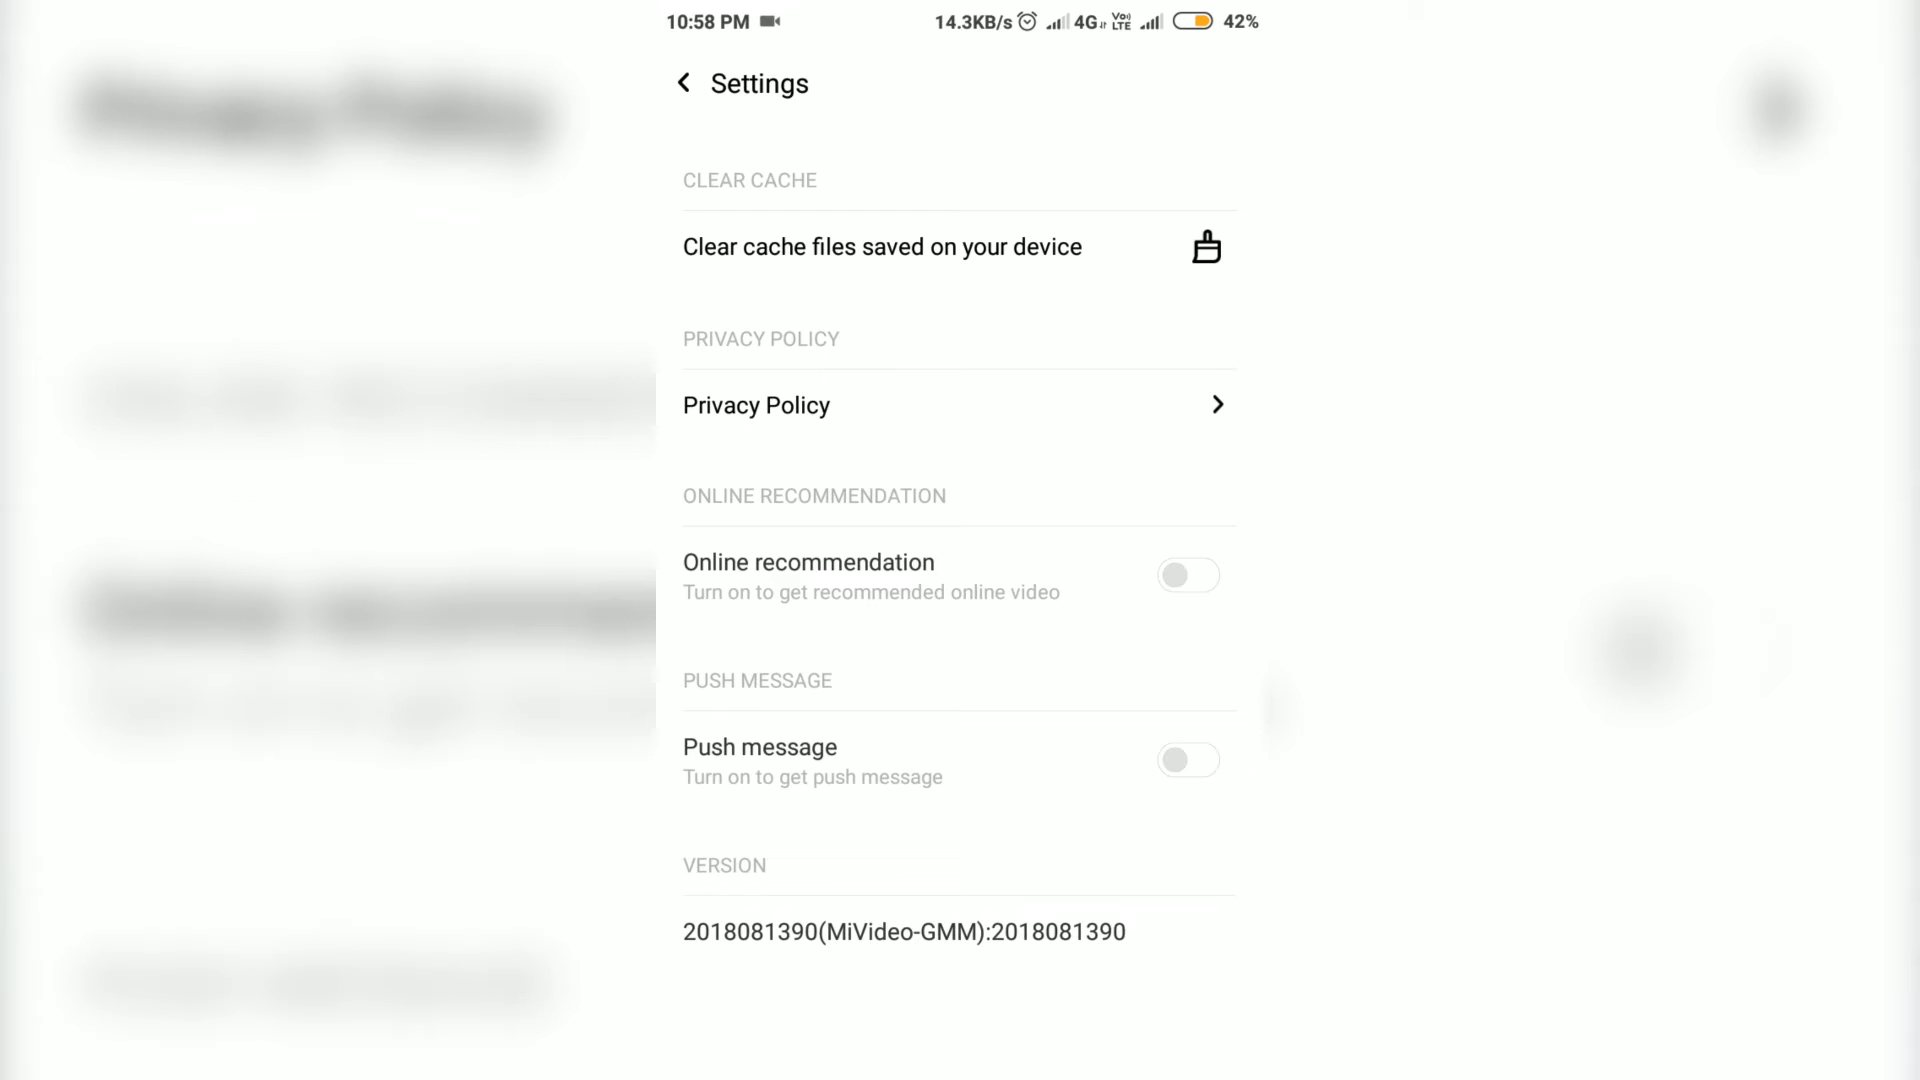 10:58 PM 14.3KB/s 4G VoLTE 42%
Settings
CLEAR CACHE
Clear cache files saved on your device
PRIVACY POLICY
Privacy Policy
ONLINE RECOMMENDATION
Online recommendation
Turn on to get recommended online video
PUSH MESSAGE
Push message
Turn on to get push message
VERSION
2018081390(MiVideo-GMM):2018081390